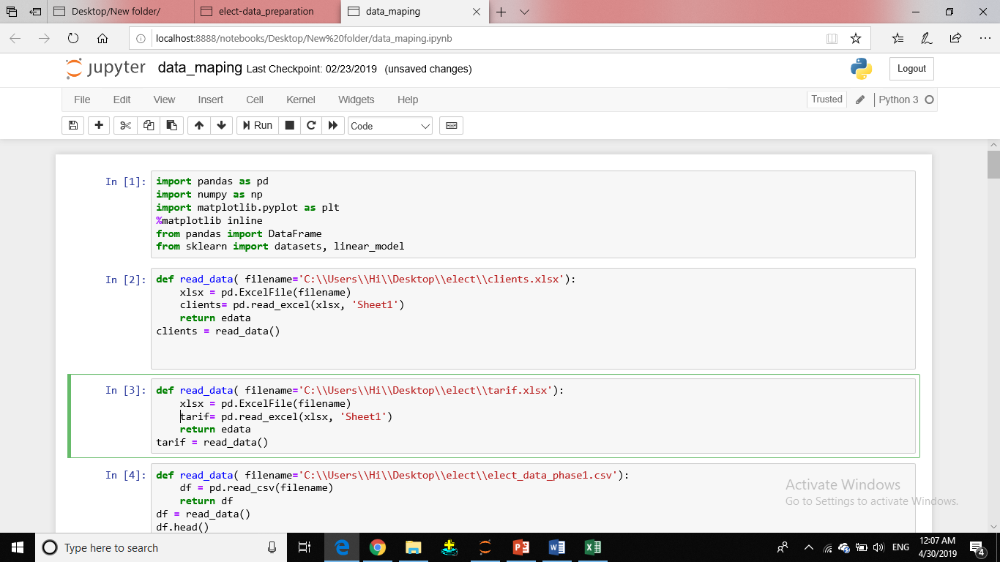 Desktop/New folder/
elect-data_preparation
data_maping
localhost:8888/notebooks/Desktop/New%20folder/data_maping.ipynb
jupyter data_maping Last Checkpoint: 02/23/2019 (unsaved changes)
Logout
File Edit View Insert Cell Kernel Widgets Help
Trusted
Python 3
Run
Code
In [1]: import pandas as pd
import numpy as np
import matplotlib.pyplot as plt
%matplotlib inline
from pandas import DataFrame
from sklearn import datasets, linear_model
In [2]: def read_data( filename='C:\\Users\\Hi\\Desktop\\elect\\clients.xlsx'):
    xlsx = pd.ExcelFile(filename)
    clients= pd.read_excel(xlsx, 'Sheet1')
    return edata
clients = read_data()
In [3]: def read_data( filename='C:\\Users\\Hi\\Desktop\\elect\\tarif.xlsx'):
    xlsx = pd.ExcelFile(filename)
    tarif= pd.read_excel(xlsx, 'Sheet1')
    return edata
tarif = read_data()
In [4]: def read_data( filename='C:\\Users\\Hi\\Desktop\\elect\\elect_data_phase1.csv'):
    df = pd.read_csv(filename)
    return df
df = read_data()
df.head()
Activate Windows
Go to Settings to activate Windows.
Type here to search
ENG
12:07 AM
4/30/2019
4